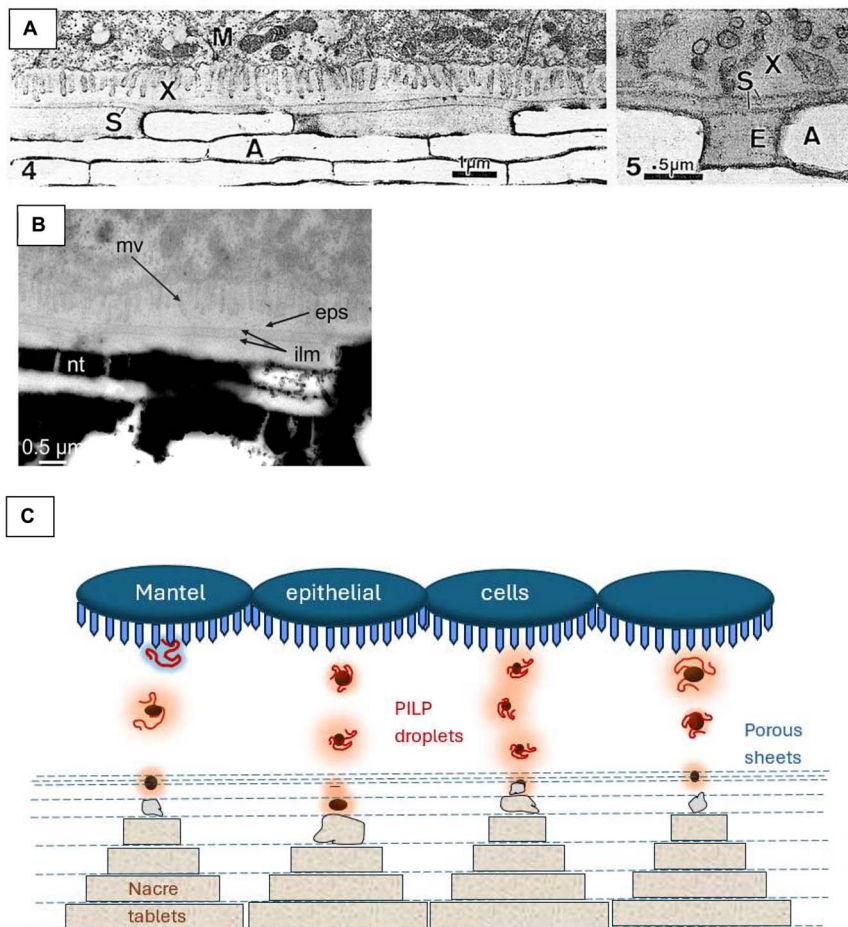 A
M
X
S
A
4
1μm
X
S
E
A
5
.5μm
B
mv
eps
ilm
nt
0.5 μm
C
Mantel
epithelial
cells
PILP
droplets
Porous
sheets
Nacre
tablets